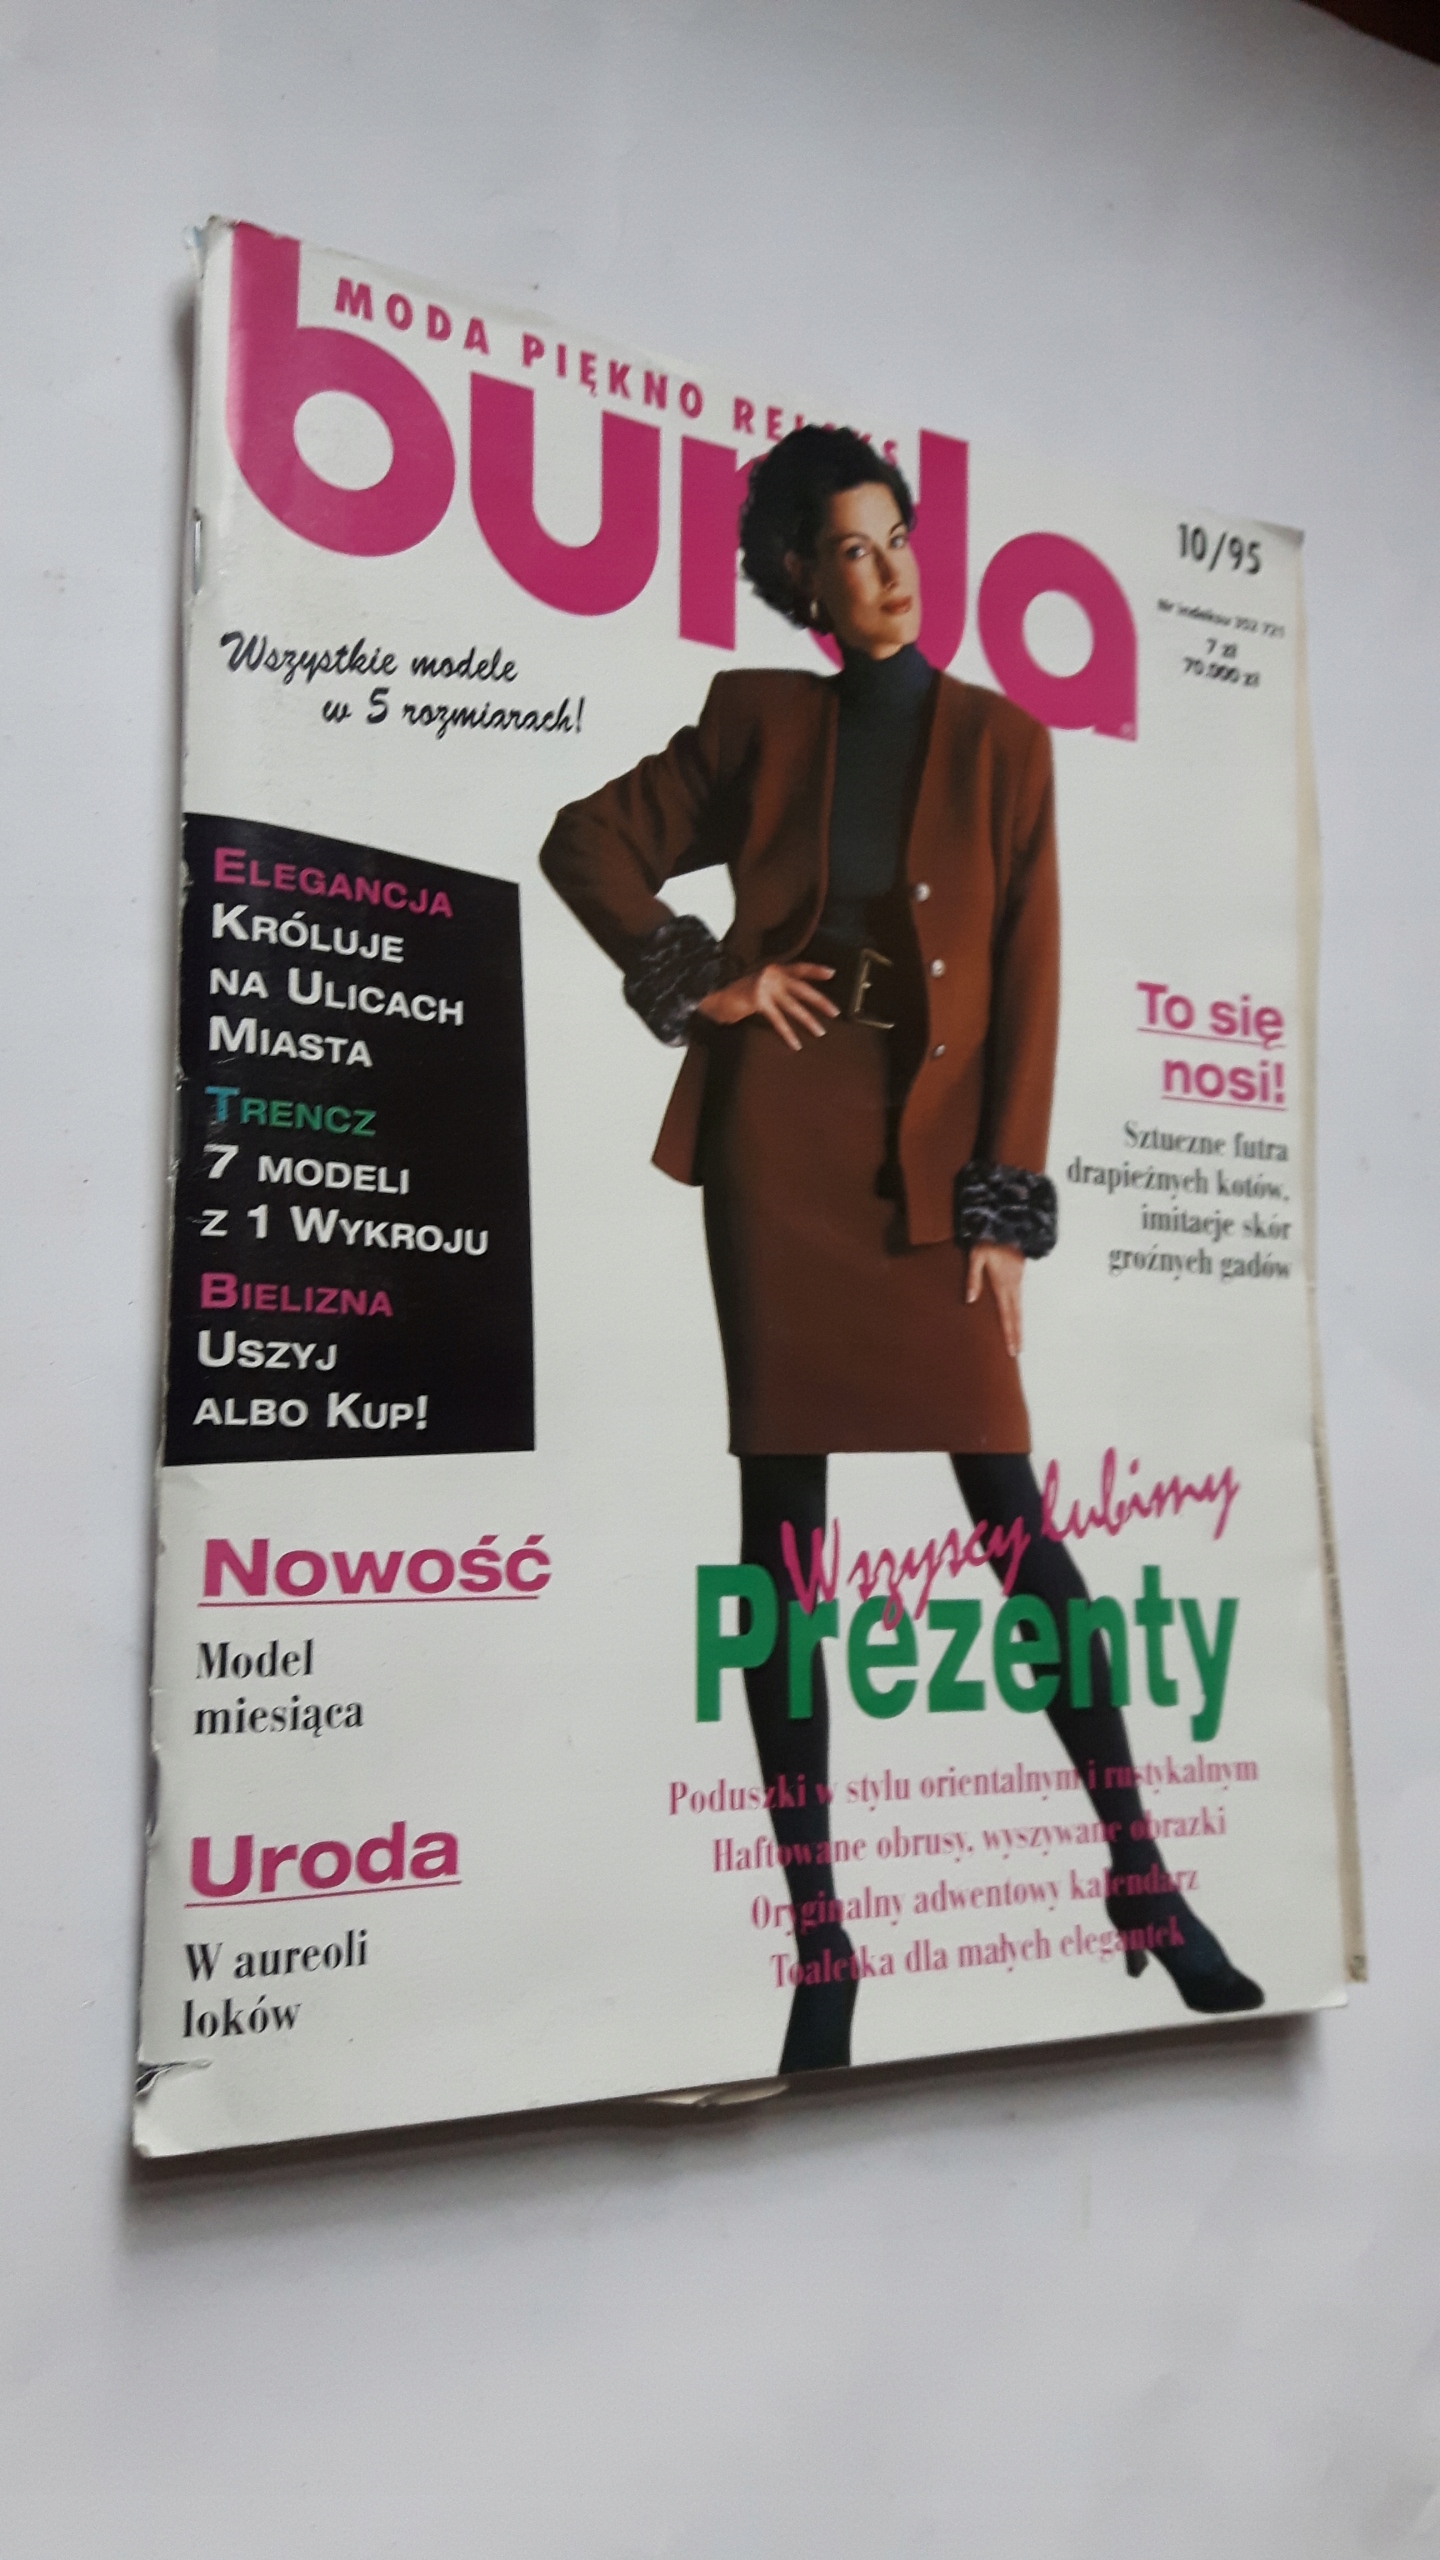 MODA PIĘKNO RELAKS
burda
10/95
Nr indeksu 352 721
7 zł
70.000 zł
Wszystkie modele
w 5 rozmiarach!
ELEGANCJA
KRÓLUJE
NA ULICACH
MIASTA
TRENCZ
7 MODELI
Z 1 WYKROJU
BIELIZNA
USZYJ
ALBO KUP!
To się
nosi!
Sztuczne futra
drapieżnych kotów,
imitacje skór
groźnych gadów
Nowość
Model
miesiąca
Uroda
W aureoli
loków
Wszyscy lubimy
Prezenty
Poduszki w stylu orientalnym i rustykalnym
Haftowane obrusy, wyszywane obrazki
Oryginalny adwentowy kalendarz
Toaletka dla małych elegantek